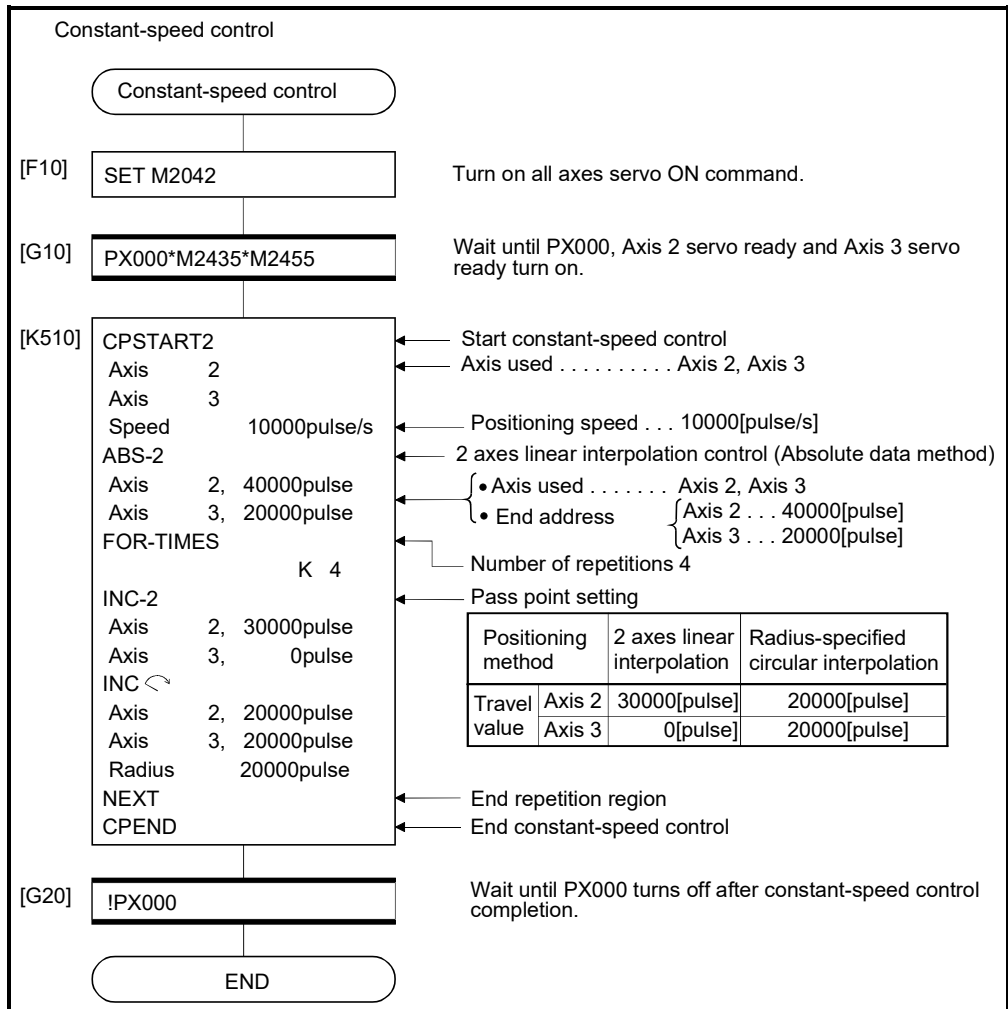 Constant-speed control
Constant-speed control
[F10]
SET M2042
Turn on all axes servo ON command.
[G10]
PX000*M2435*M2455
Wait until PX000, Axis 2 servo ready and Axis 3 servo
ready turn on.
[K510]
CPSTART2
Start constant-speed control
Axis 2
Axis used . . . . . . . . . . Axis 2, Axis 3
Axis 3
Speed 10000pulse/s
Positioning speed . . . 10000[pulse/s]
ABS-2
2 axes linear interpolation control (Absolute data method)
Axis 2, 40000pulse
• Axis used . . . . . . . Axis 2, Axis 3
Axis 3, 20000pulse
• End address
Axis 2 . . . 40000[pulse]
Axis 3 . . . 20000[pulse]
FOR-TIMES
Number of repetitions 4
K 4
INC-2
Pass point setting
Axis 2, 30000pulse
Axis 3, 0pulse
INC
Axis 2, 20000pulse
Axis 3, 20000pulse
Radius 20000pulse
Positioning method
2 axes linear interpolation
Radius-specified circular interpolation
Travel value
Axis 2 30000[pulse] 20000[pulse]
Axis 3 0[pulse] 20000[pulse]
NEXT
End repetition region
CPEND
End constant-speed control
[G20]
!PX000
Wait until PX000 turns off after constant-speed control
completion.
END